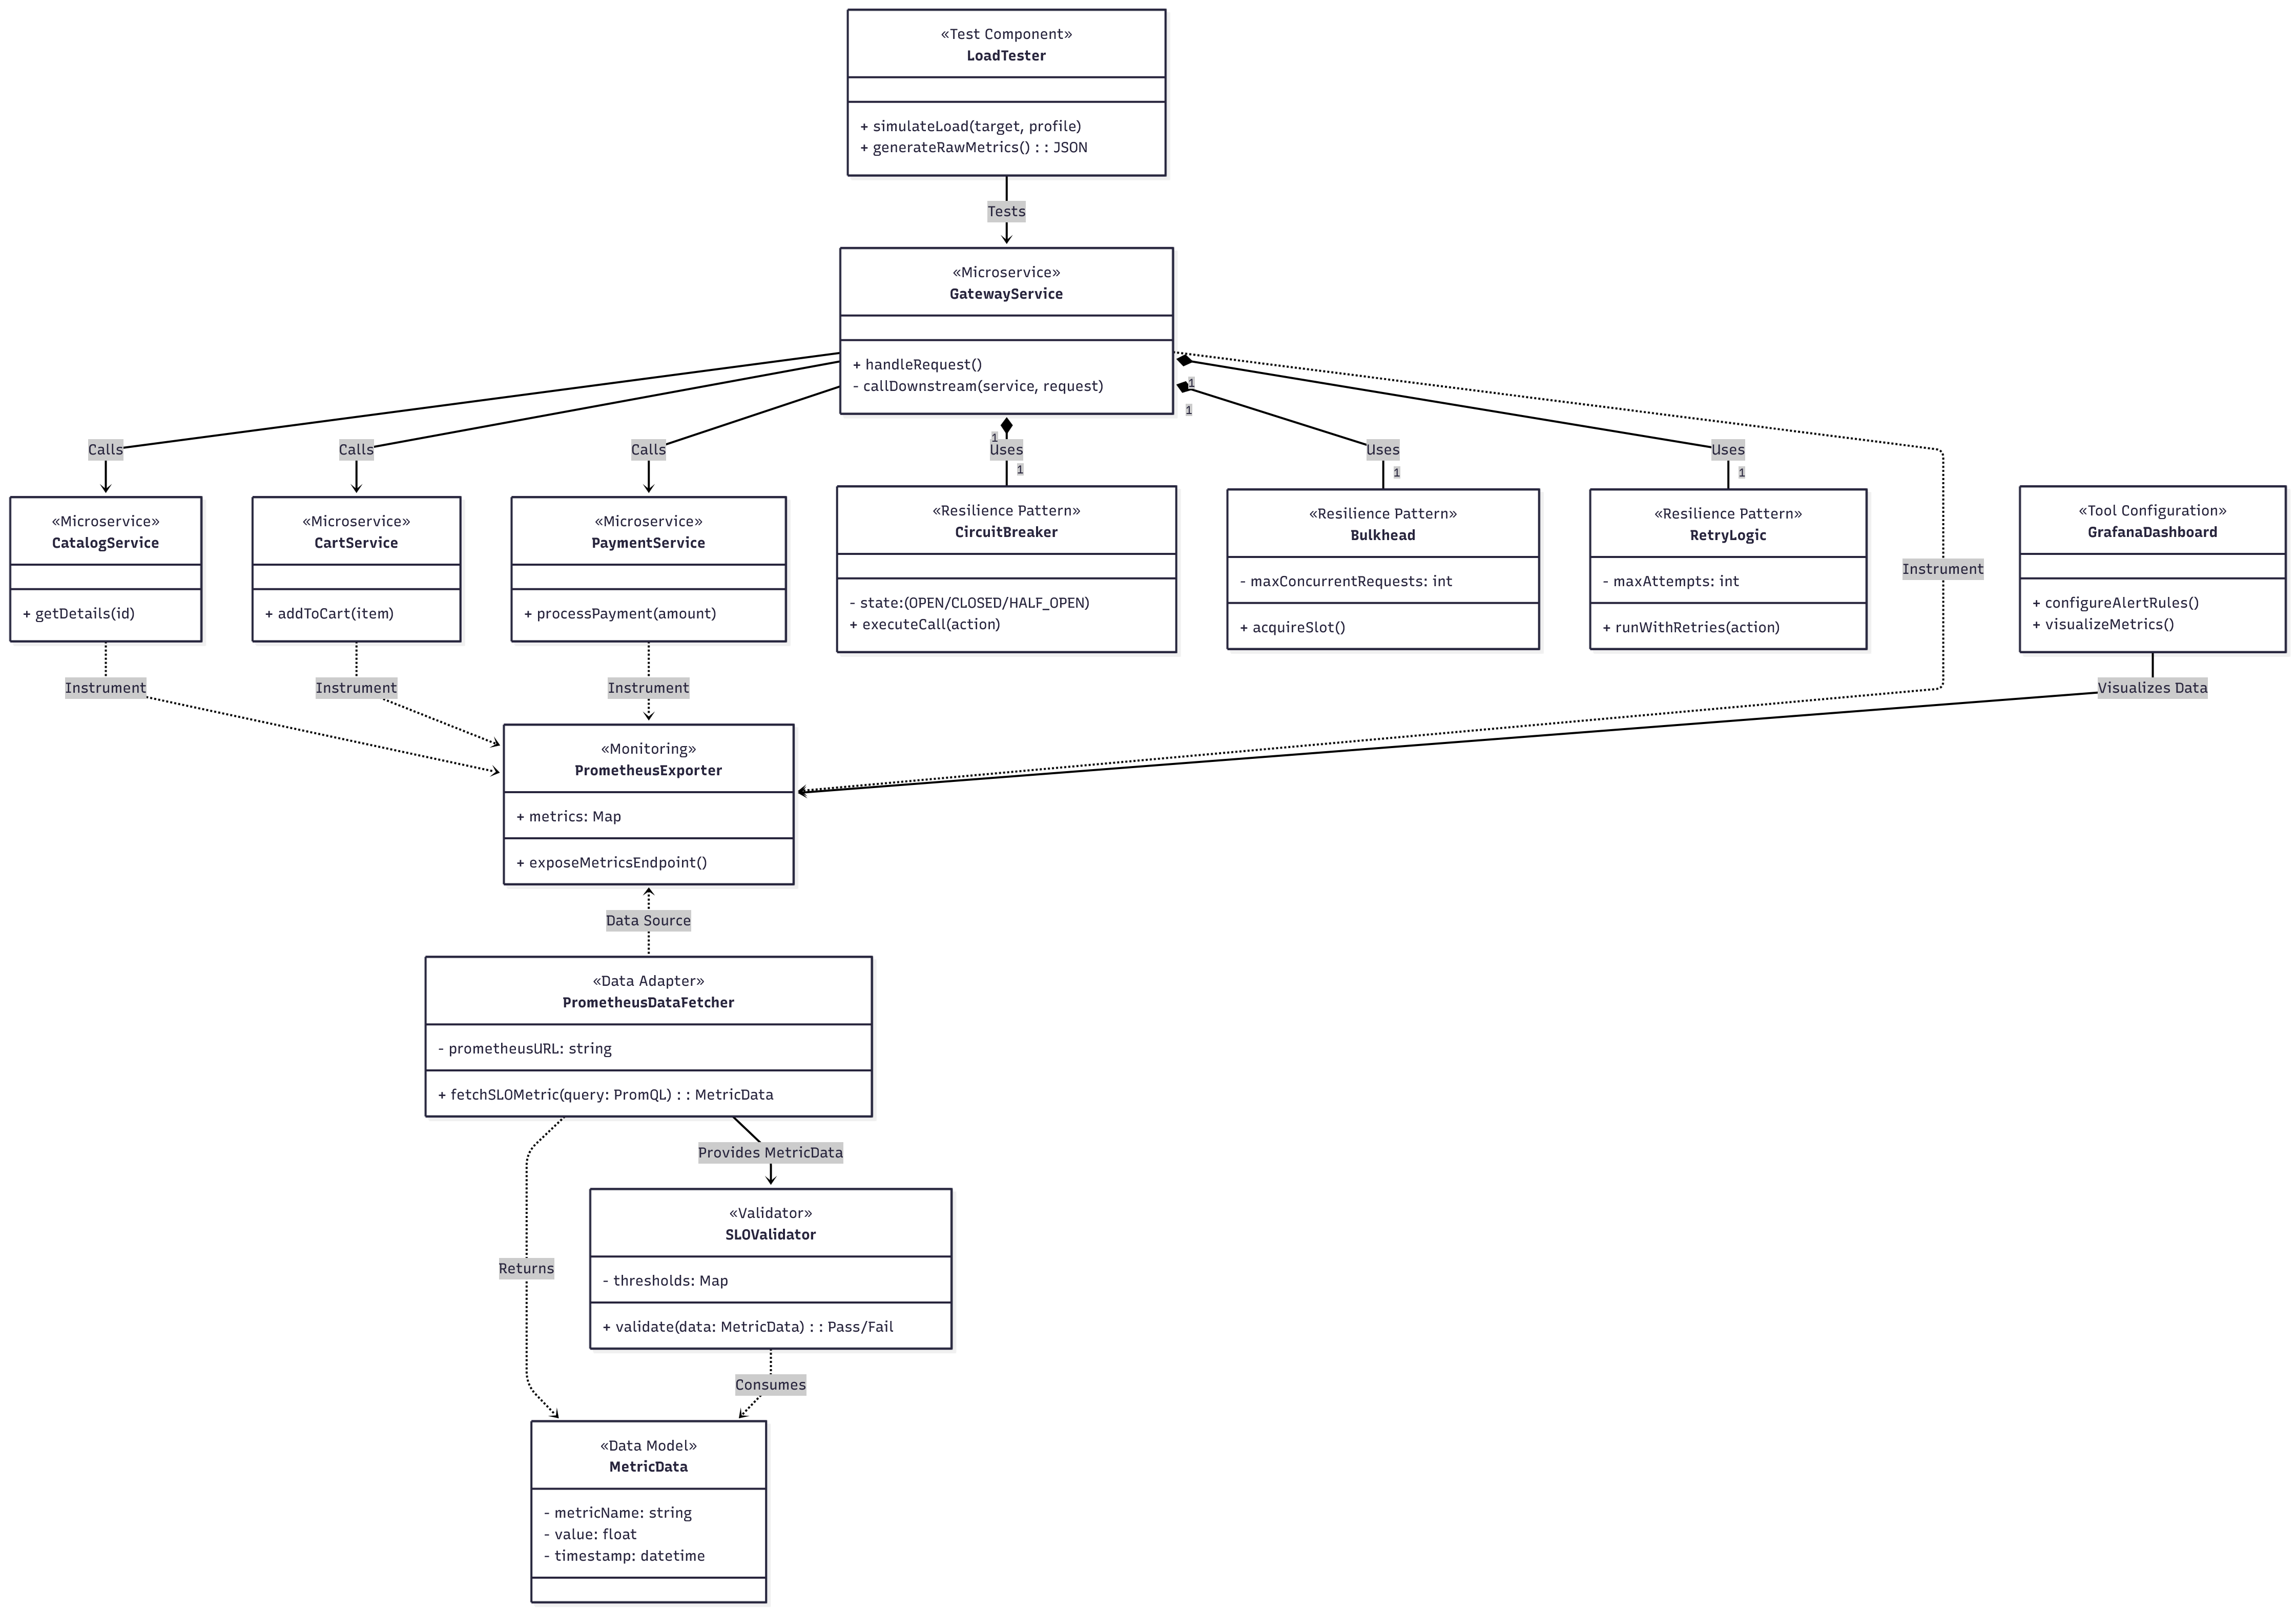 «Test Component»
LoadTester
+ simulateLoad(target, profile)
+ generateRawMetrics() : : JSON
Tests
«Microservice»
GatewayService
+ handleRequest()
- callDownstream(service, request)
1
1
Calls
Calls
Calls
1
Uses
1
Uses
1
Uses
1
Instrument
«Microservice»
CatalogService
+ getDetails(id)
«Microservice»
CartService
+ addToCart(item)
«Microservice»
PaymentService
+ processPayment(amount)
«Resilience Pattern»
CircuitBreaker
- state:(OPEN/CLOSED/HALF_OPEN)
+ executeCall(action)
«Resilience Pattern»
Bulkhead
- maxConcurrentRequests: int
+ acquireSlot()
«Resilience Pattern»
RetryLogic
- maxAttempts: int
+ runWithRetries(action)
«Tool Configuration»
GrafanaDashboard
+ configureAlertRules()
+ visualizeMetrics()
Instrument
Instrument
Instrument
Visualizes Data
«Monitoring»
PrometheusExporter
+ metrics: Map
+ exposeMetricsEndpoint()
Data Source
«Data Adapter»
PrometheusDataFetcher
- prometheusURL: string
+ fetchSLOMetric(query: PromQL) : : MetricData
Provides MetricData
Returns
«Validator»
SLOValidator
- thresholds: Map
+ validate(data: MetricData) : : Pass/Fail
Consumes
«Data Model»
MetricData
- metricName: string
- value: float
- timestamp: datetime